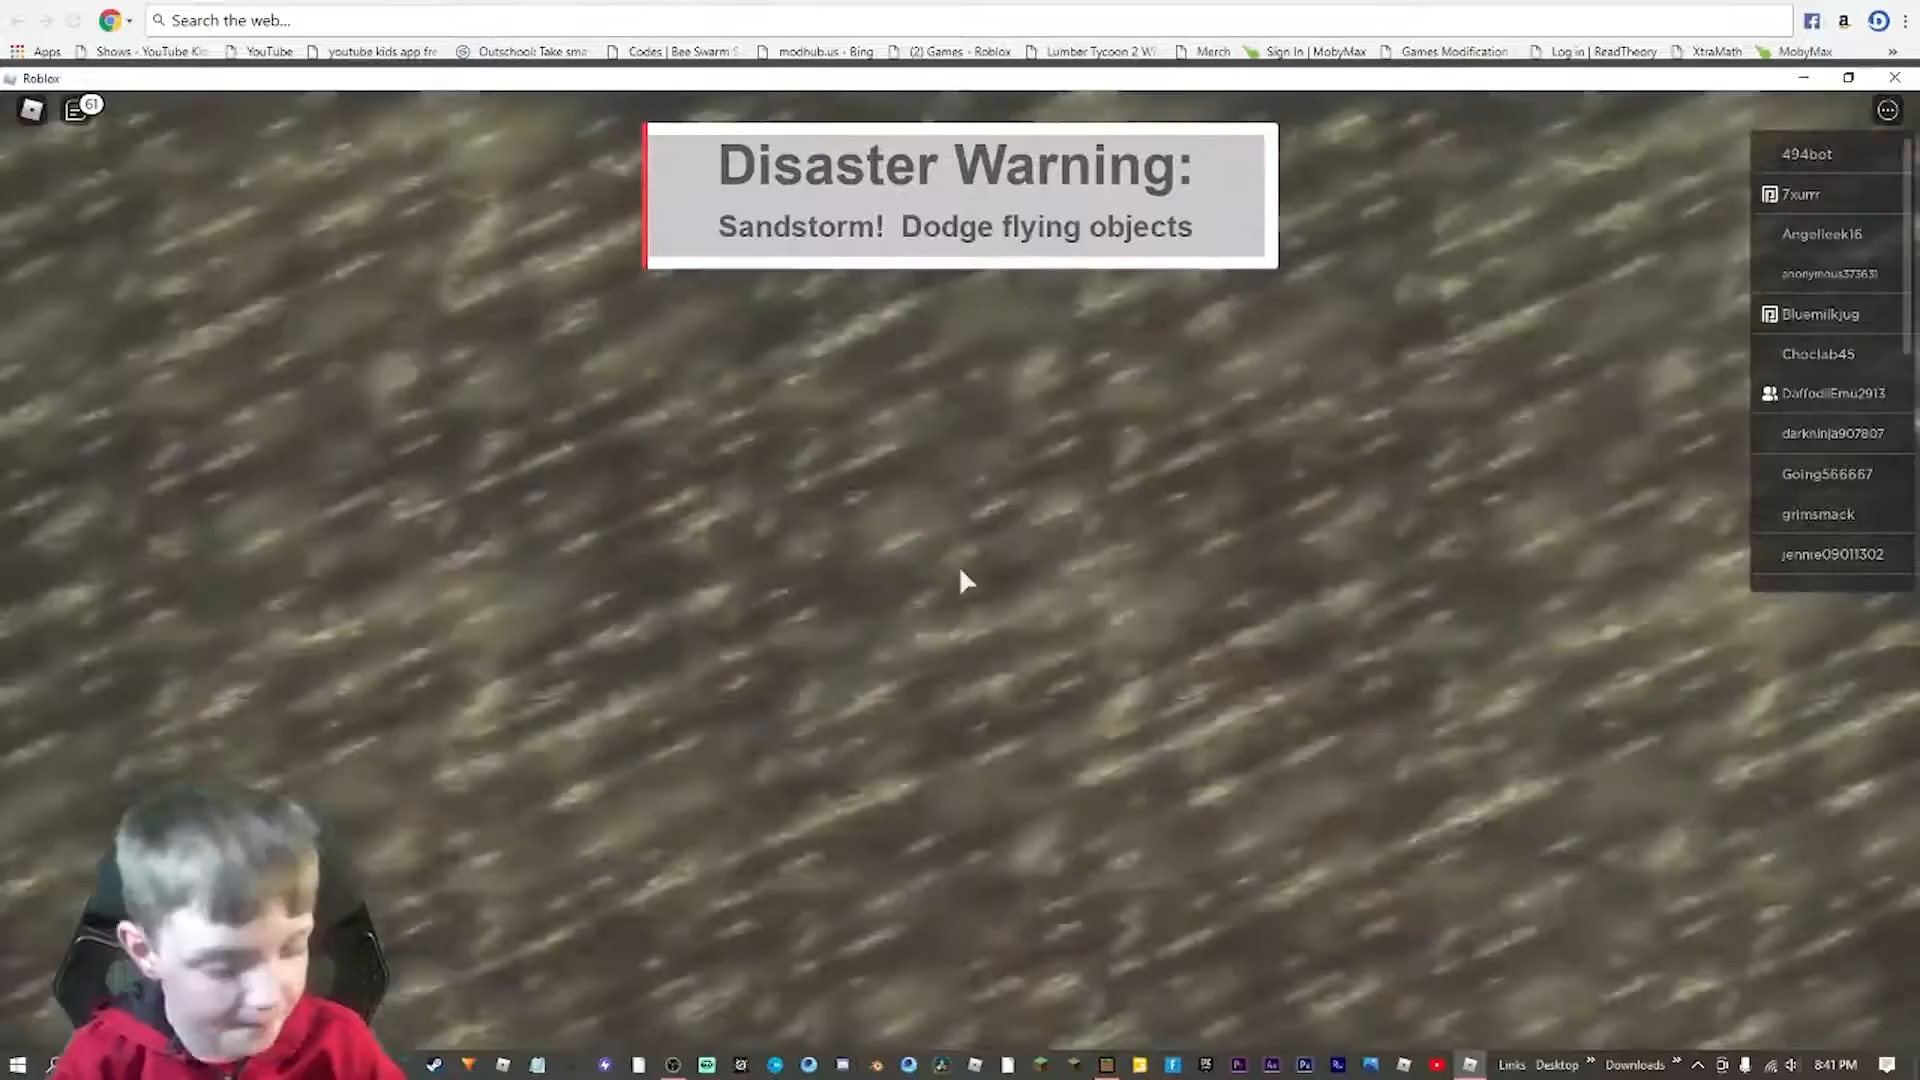 Search the web...
Apps Shows - YouTube Ki YouTube youtube kids app fre Outschool: Take sma Codes | Bee Swarm S modhub.us - Bing (2) Games - Roblox Lumber Tycoon 2 Wi Merch Sign In | MobyMax Games Modification Log in | ReadTheory XtraMath MobyMax »
Roblox
61
Disaster Warning:
Sandstorm! Dodge flying objects
494bot
7xurrr
Angelleek16
anonymous373631
Bluemilkjug
Choclab45
DaffodilEmu2913
darkninja907807
Going566667
grimsmack
jennie09011302
Links Desktop » Downloads » 8:41 PM